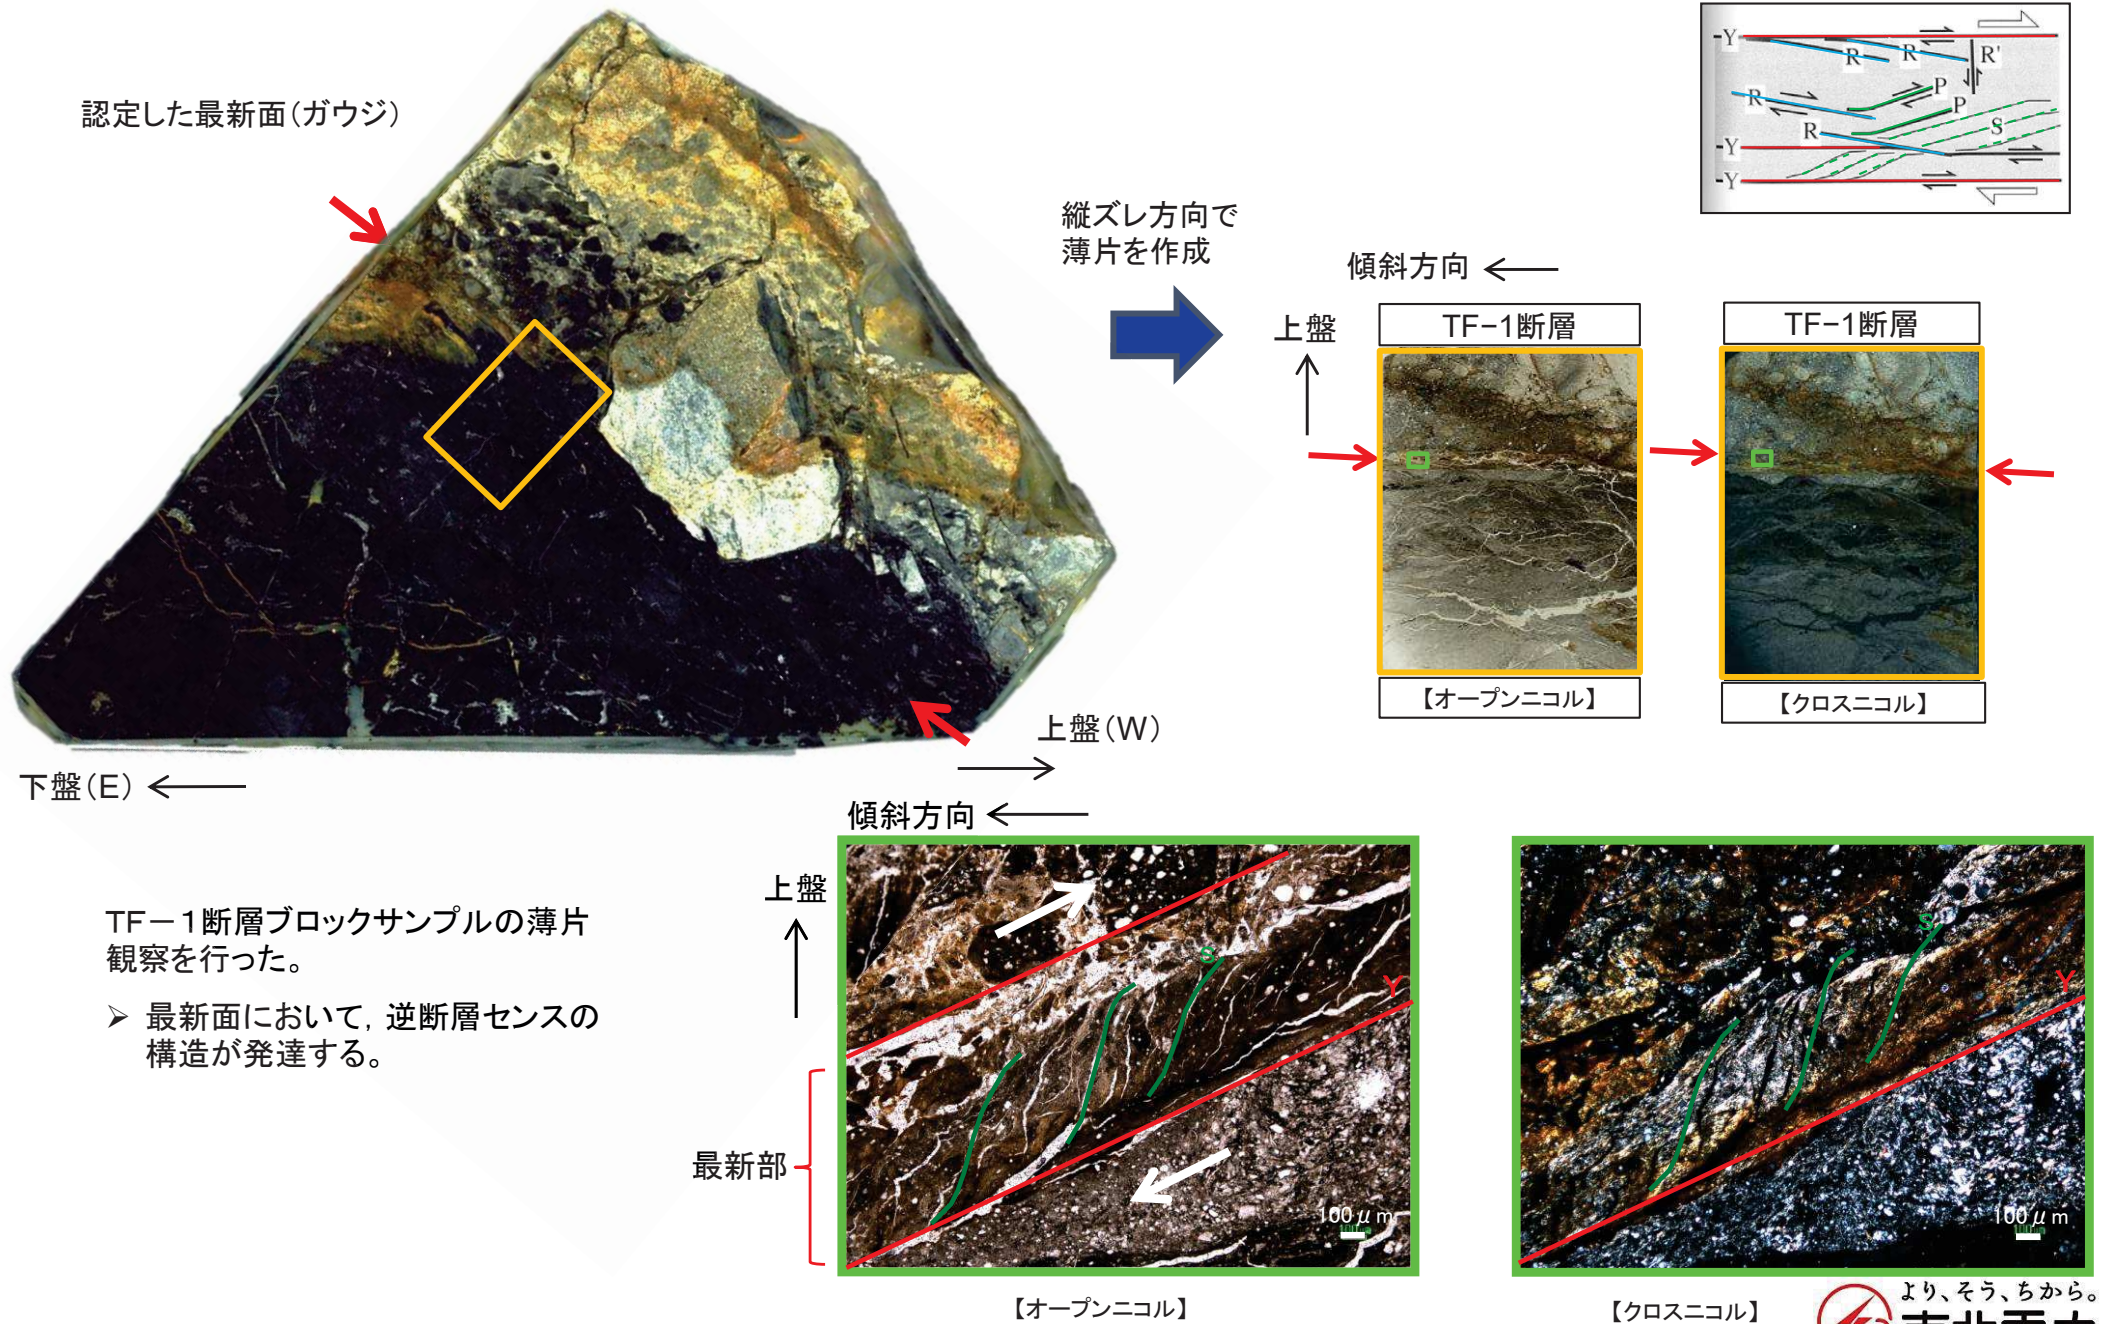 認定した最新面(ガウジ)
縦ズレ方向で
薄片を作成
Y
R
R
R'
R
P
P
R
S
Y
Y
傾斜方向
上盤
TF−1断層
TF−1断層
【オープンニコル】
【クロスニコル】
上盤(W)
下盤(E)
傾斜方向
上盤
TF−1断層ブロックサンプルの薄片
観察を行った。
➢ 最新面において,逆断層センスの
構造が発達する。
最新部
S
Y
100μm
S
Y
100μm
【オープンニコル】
【クロスニコル】
より、そう、ちから。
東北電力